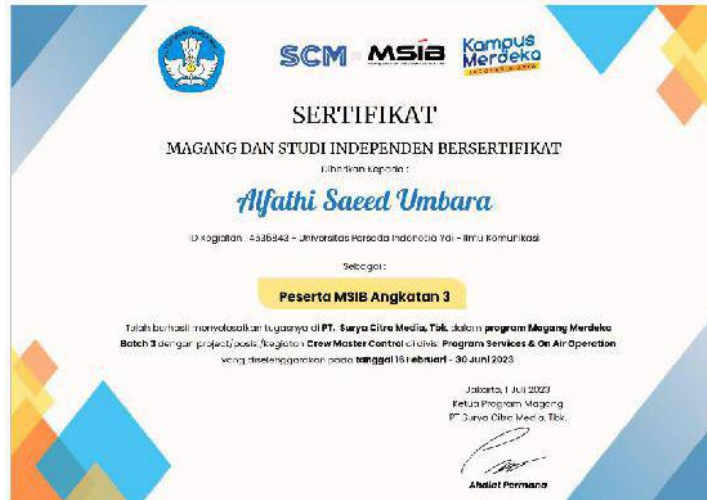 SCM MSiB Kampus
Merdeka
INDONESIA JAYA
SERTIFIKAT
MAGANG DAN STUDI INDEPENDEN BERSERTIFIKAT
Diberikan Kepada :
Alfathi Saeed Umbara
ID Kegiatan 4535843 - Universitas Persada Indonesia Yai - Ilmu Komunikasi
Sebagai :
Peserta MSIB Angkatan 3
Telah berhasil menyelesaikan tugasnya di PT. Surya Citra Media, Tbk. dalam program Magang Merdeka
Batch 3 dengan project/posisi/kegiatan Crew Master Control di divisi Program Services & On Air Operation
yang diselenggarakan pada tanggal 16 Februari - 30 Juni 2023
Jakarta, 1 Juli 2023
Ketua Program Magang
PT Surya Citra Media, Tbk.
Ahdiat Permana